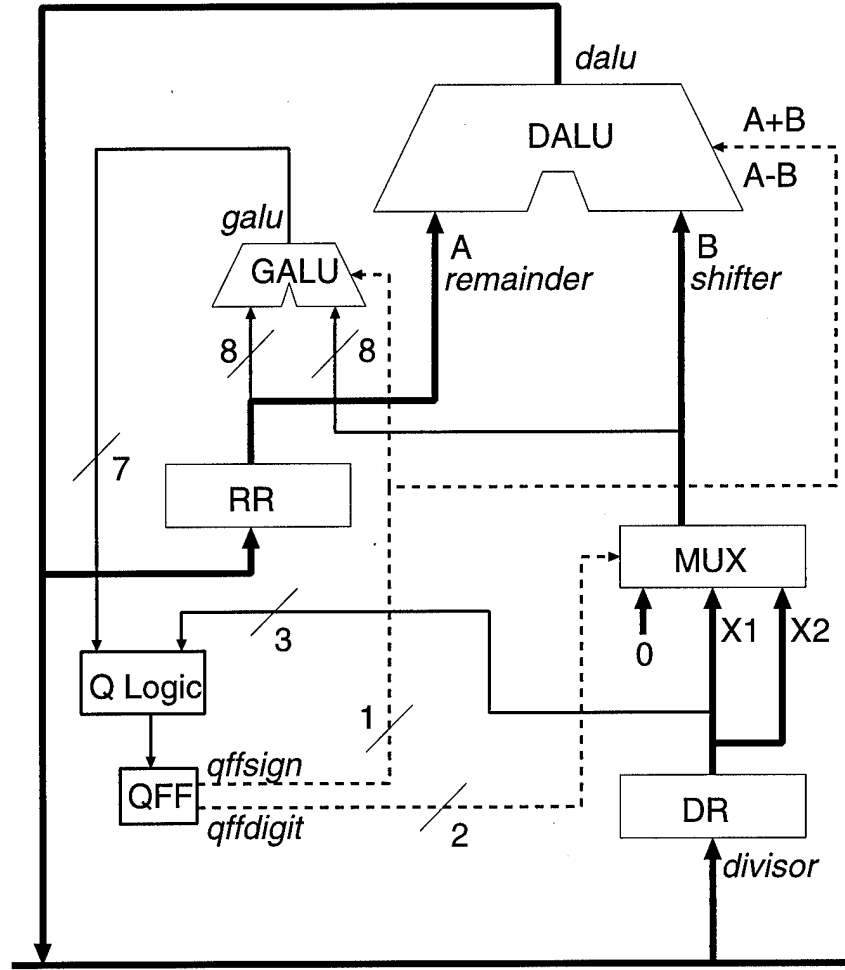 dalu
DALU
A+B
A-B
galu
GALU
A
remainder
B
shifter
8
8
7
RR
MUX
3
0
X1
X2
Q Logic
1
qffsign
QFF
qffdigit
2
DR
divisor